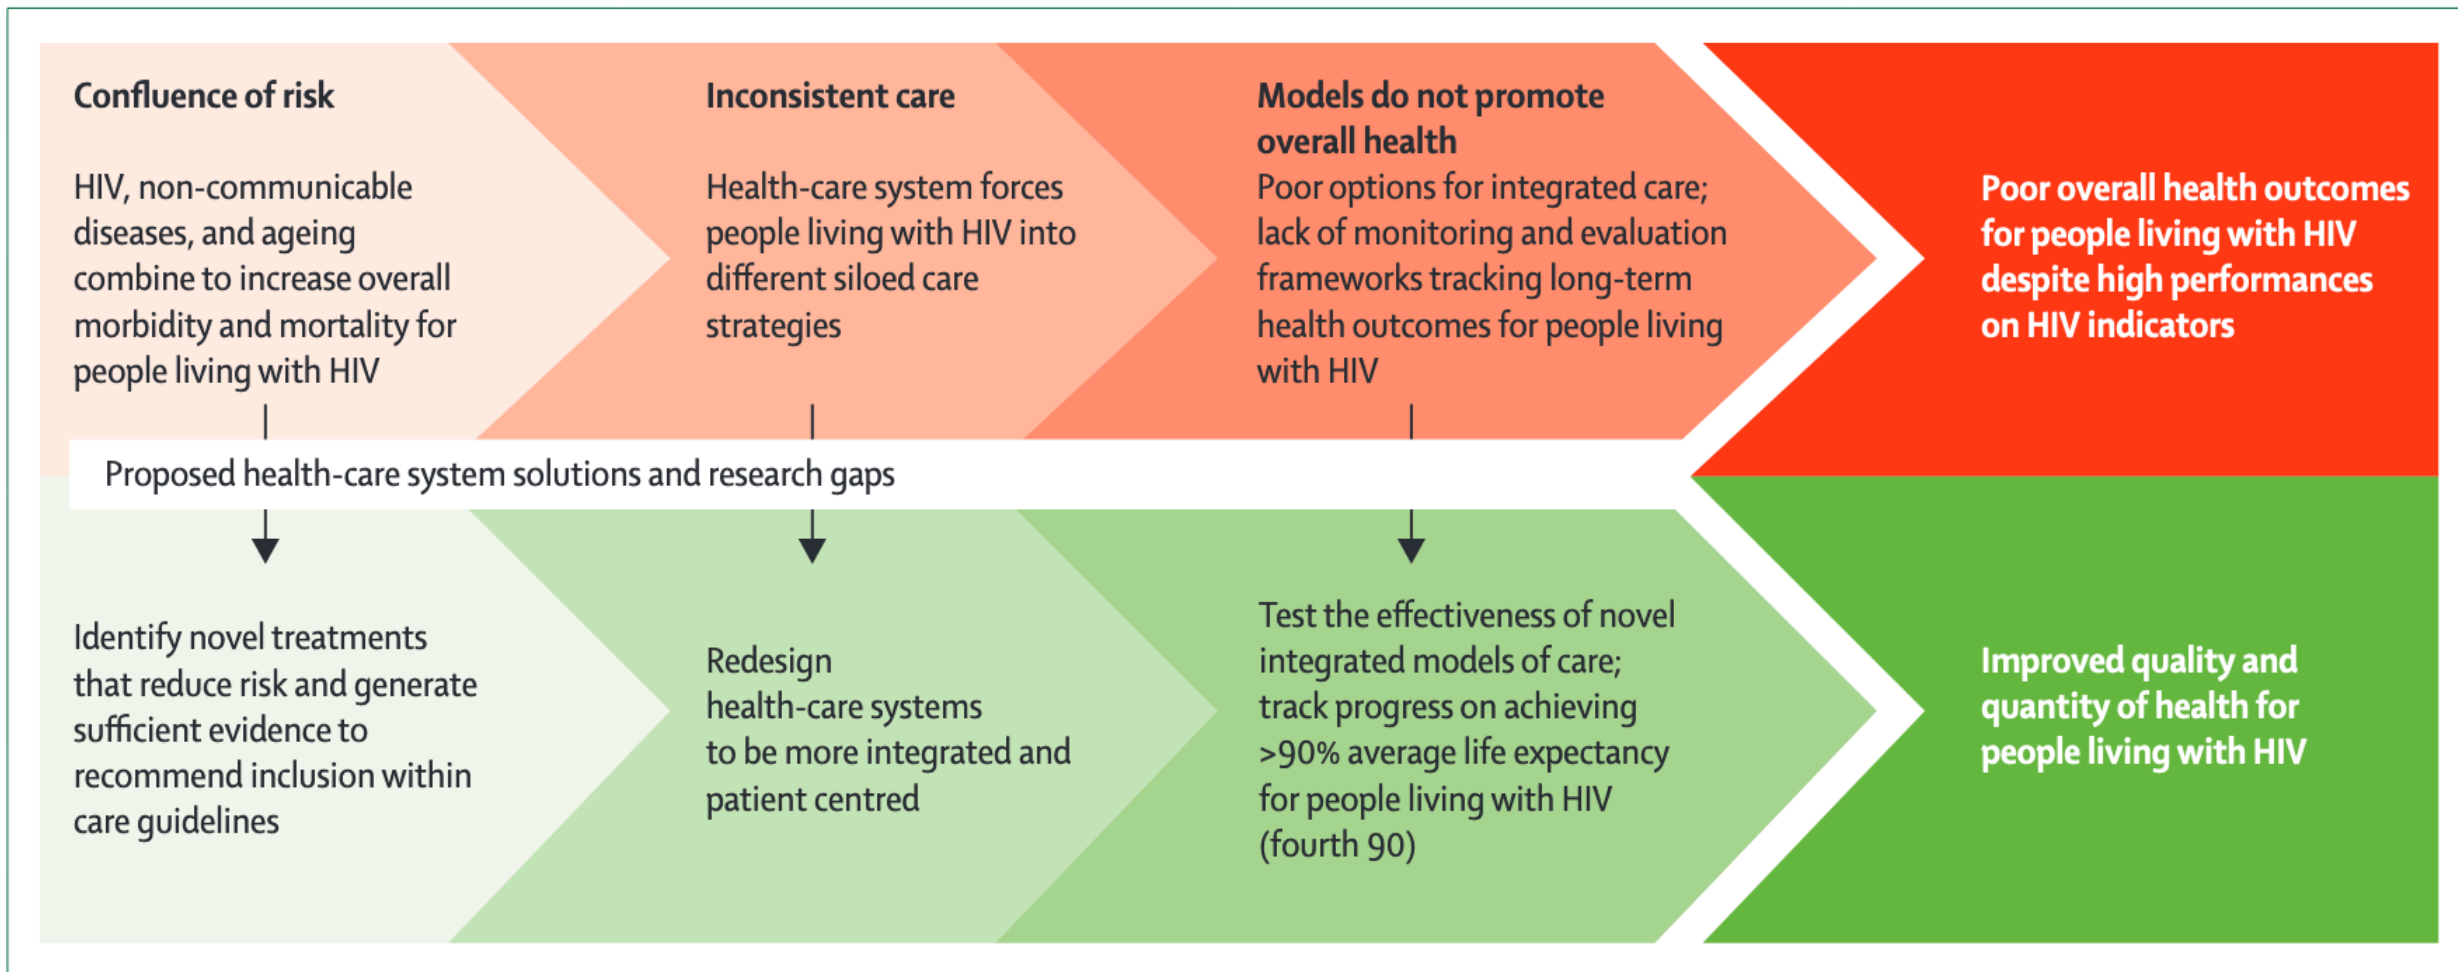 Confluence of risk
HIV, non-communicable
diseases, and ageing
combine to increase overall
morbidity and mortality for
people living with HIV
Inconsistent care
Health-care system forces
people living with HIV into
different siloed care
strategies
Models do not promote
overall health
Poor options for integrated care;
lack of monitoring and evaluation
frameworks tracking long-term
health outcomes for people living
with HIV
Poor overall health outcomes
for people living with HIV
despite high performances
on HIV indicators
Proposed health-care system solutions and research gaps
Identify novel treatments
that reduce risk and generate
sufficient evidence to
recommend inclusion within
care guidelines
Redesign
health-care systems
to be more integrated and
patient centred
Test the effectiveness of novel
integrated models of care;
track progress on achieving
>90% average life expectancy
for people living with HIV
(fourth 90)
Improved quality and
quantity of health for
people living with HIV